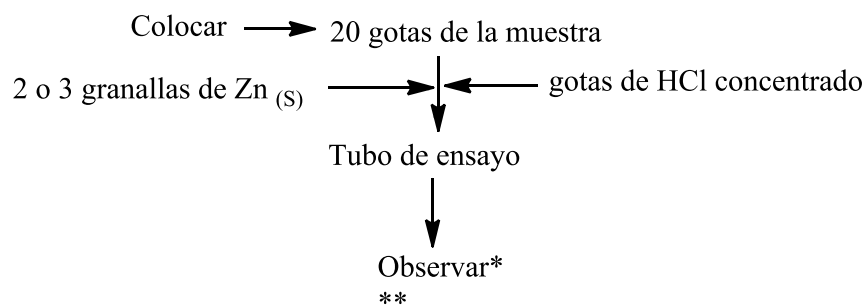 Colocar
20 gotas de la muestra
2 o 3 granallas de Zn (S)
gotas de HCl concentrado
Tubo de ensayo
Observar*
**